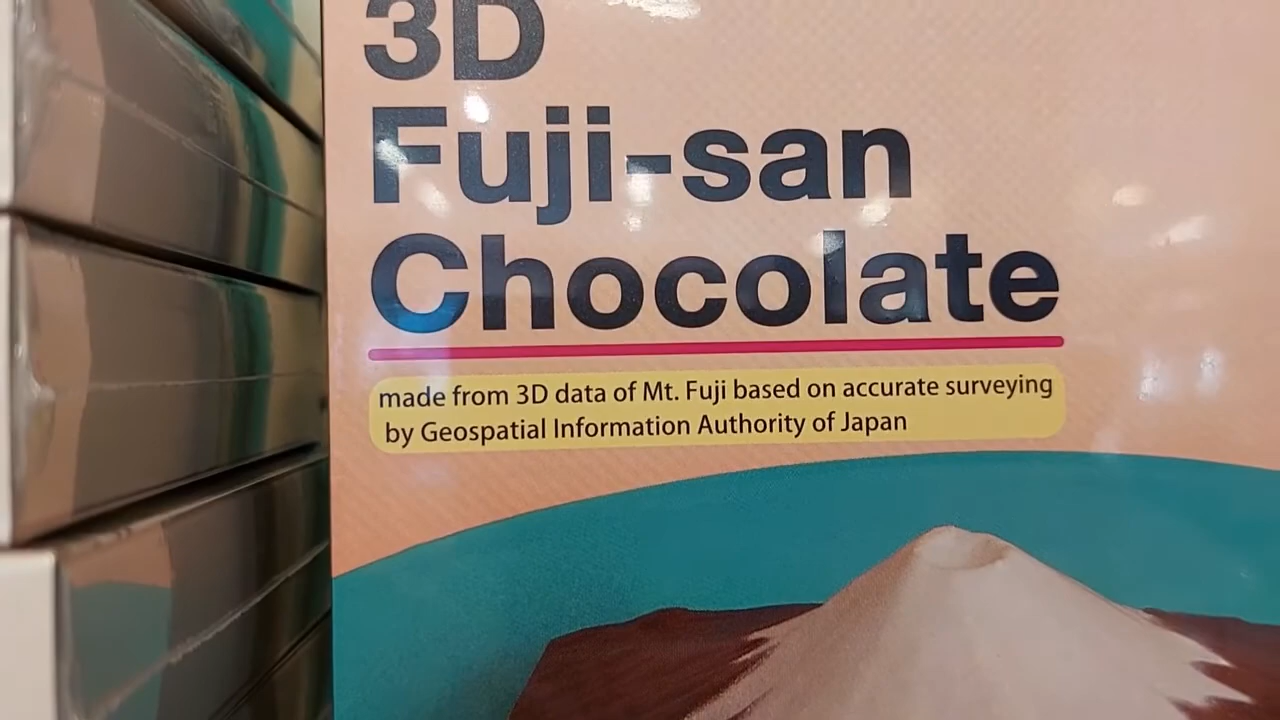 3D
Fuji-san
Chocolate
made from 3D data of Mt. Fuji based on accurate surveying
by Geospatial Information Authority of Japan